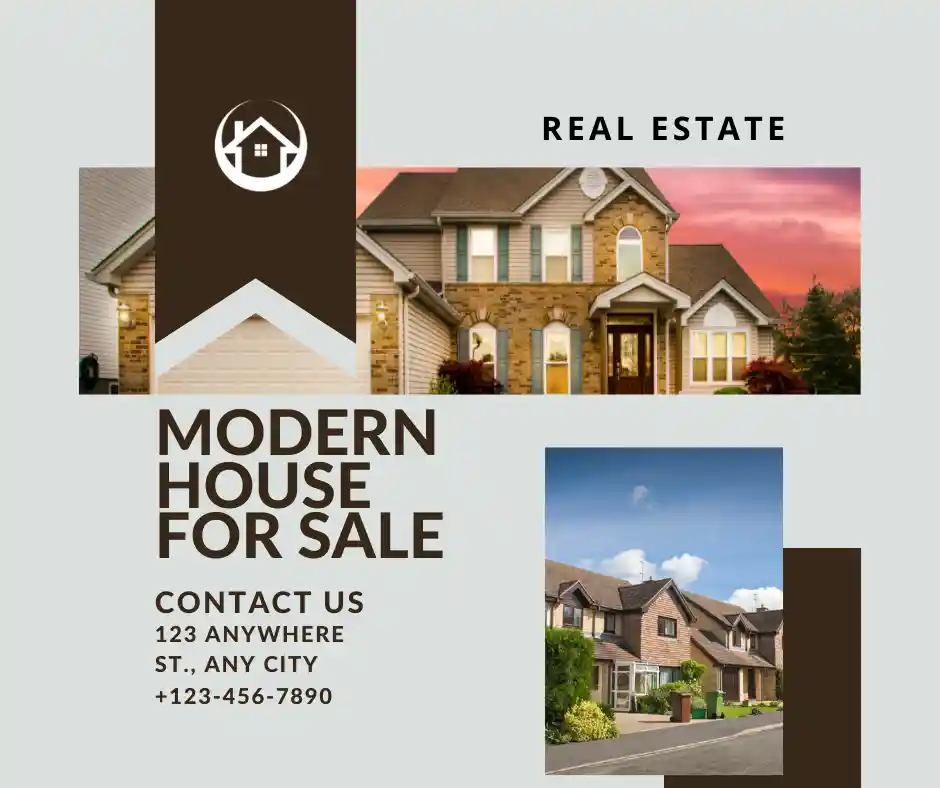 REAL ESTATE
MODERN
HOUSE
FOR SALE
CONTACT US
123 ANYWHERE
ST., ANY CITY
+123-456-7890